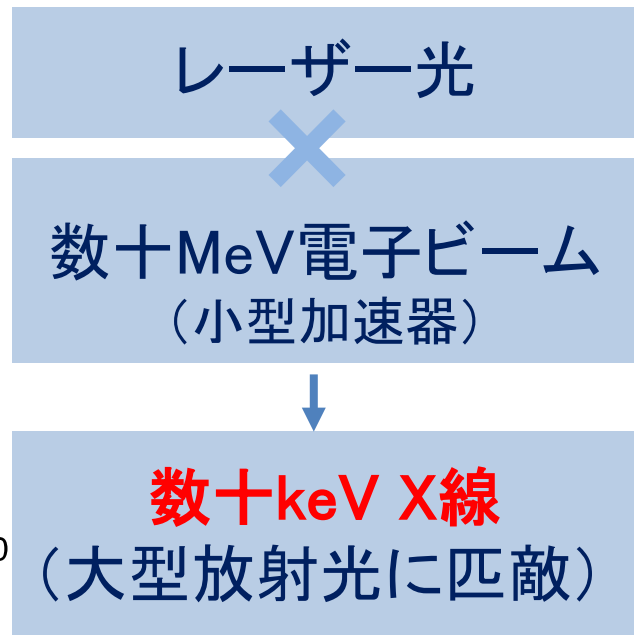 レーザー光
×
数十MeV電子ビーム
（小型加速器）
↓
数十keV X線
0
（大型放射光に匹敵）